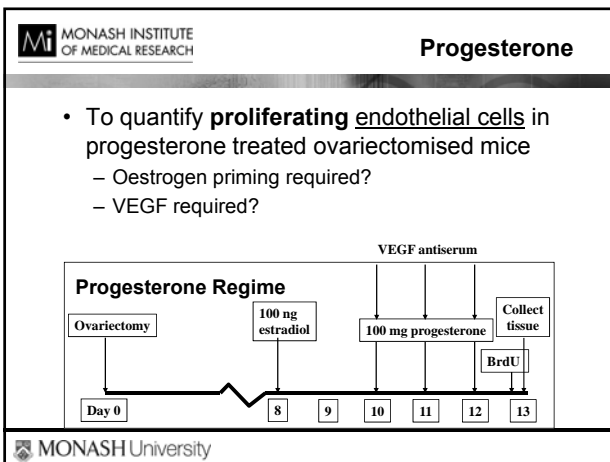 Mi MONASH INSTITUTE
OF MEDICAL RESEARCH
Progesterone
• To quantify proliferating endothelial cells in
progesterone treated ovariectomised mice
– Oestrogen priming required?
– VEGF required?
VEGF antiserum
Progesterone Regime
Ovariectomy
100 ng
estradiol
100 mg progesterone
Collect
tissue
BrdU
Day 0
8
9
10
11
12
13
MONASH University